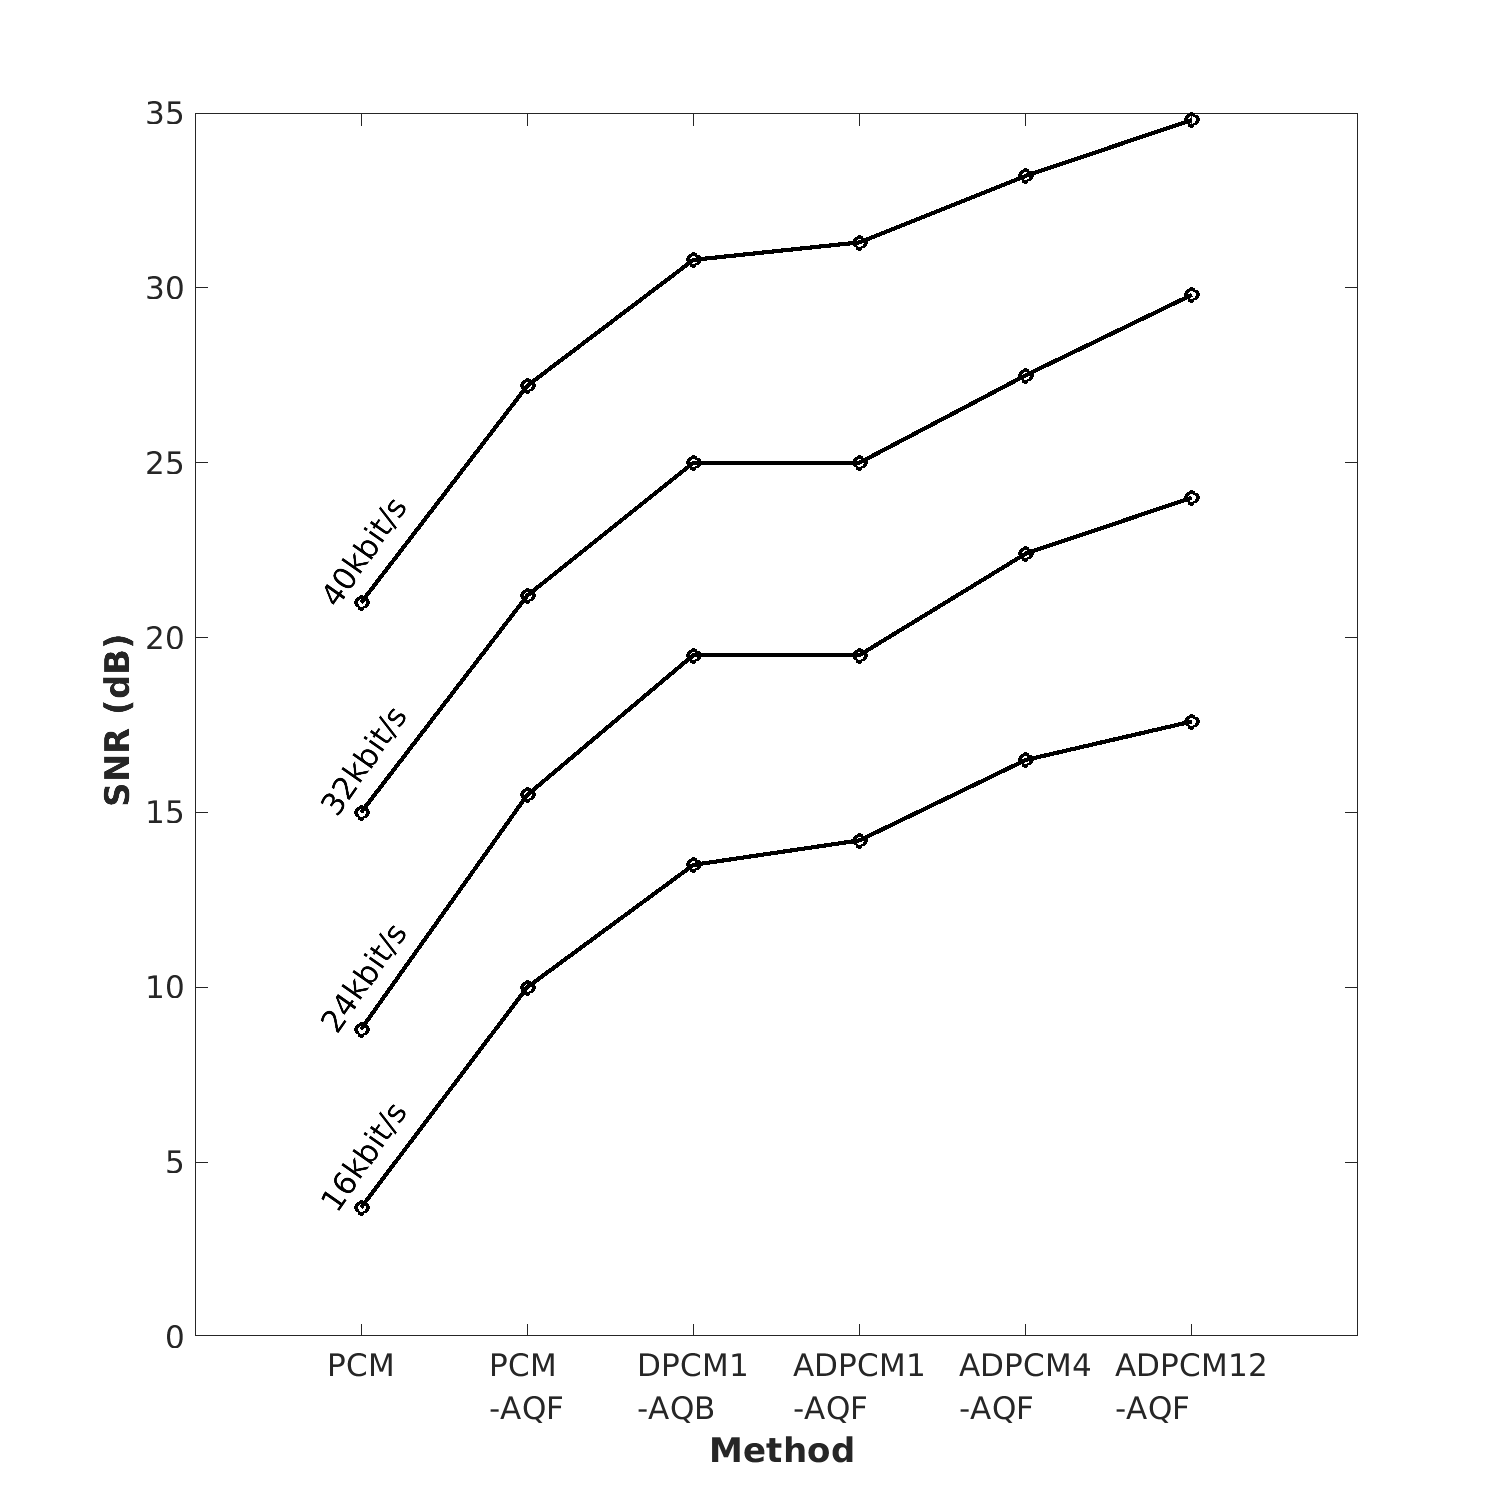 35
30
25
20
15
10
5
0
SNR (dB)
40kbit/s
32kbit/s
24kbit/s
16kbit/s
PCM PCM DPCM1 ADPCM1 ADPCM4 ADPCM12
-AQF -AQB -AQF -AQF -AQF
Method